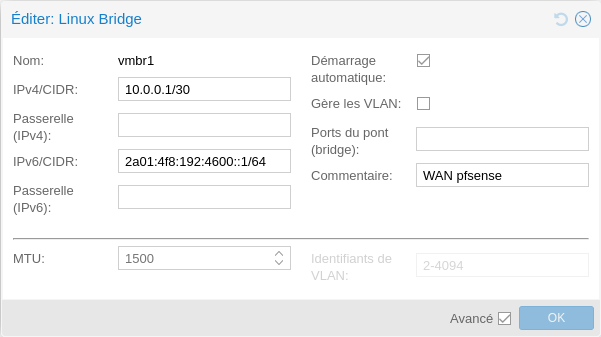 Éditer: Linux Bridge
Nom: vmbr1
IPv4/CIDR: 10.0.0.1/30
Passerelle
(IPv4):
IPv6/CIDR: 2a01:4f8:192:4600::1/64
Passerelle
(IPv6):
Démarrage
automatique:
Gère les VLAN:
Ports du pont
(bridge):
Commentaire: WAN pfsense
MTU: 1500
Identifiants de
VLAN: 2-4094
Avancé OK